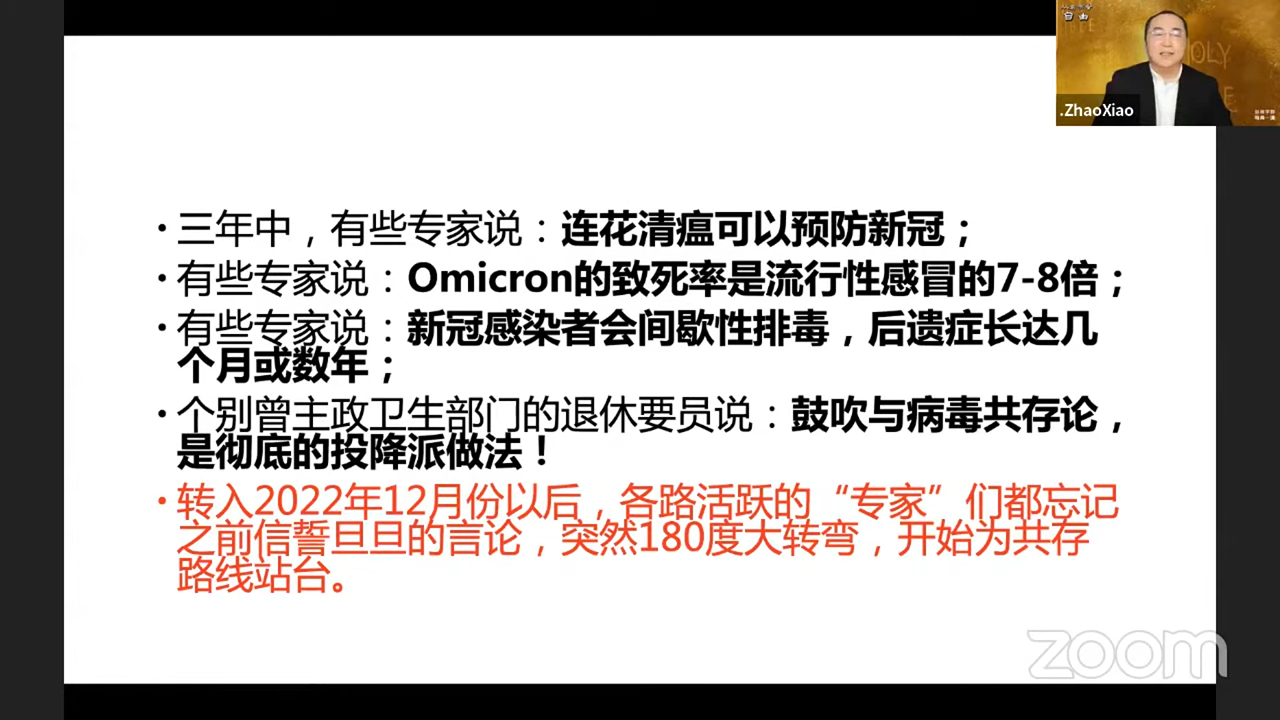 自由
OLY
E
.ZhaoXiao
• 三年中，有些专家说：连花清瘟可以预防新冠；
• 有些专家说：Omicron的致死率是流行性感冒的7-8倍；
• 有些专家说：新冠感染者会间歇性排毒，后遗症长达几
个月或数年；
• 个别曾主政卫生部门的退休要员说：鼓吹与病毒共存论，
是彻底的投降派做法！
• 转入2022年12月份以后，各路活跃的“专家”们都忘记
之前信誓旦旦的言论，突然180度大转弯，开始为共存
路线站台。
zoom